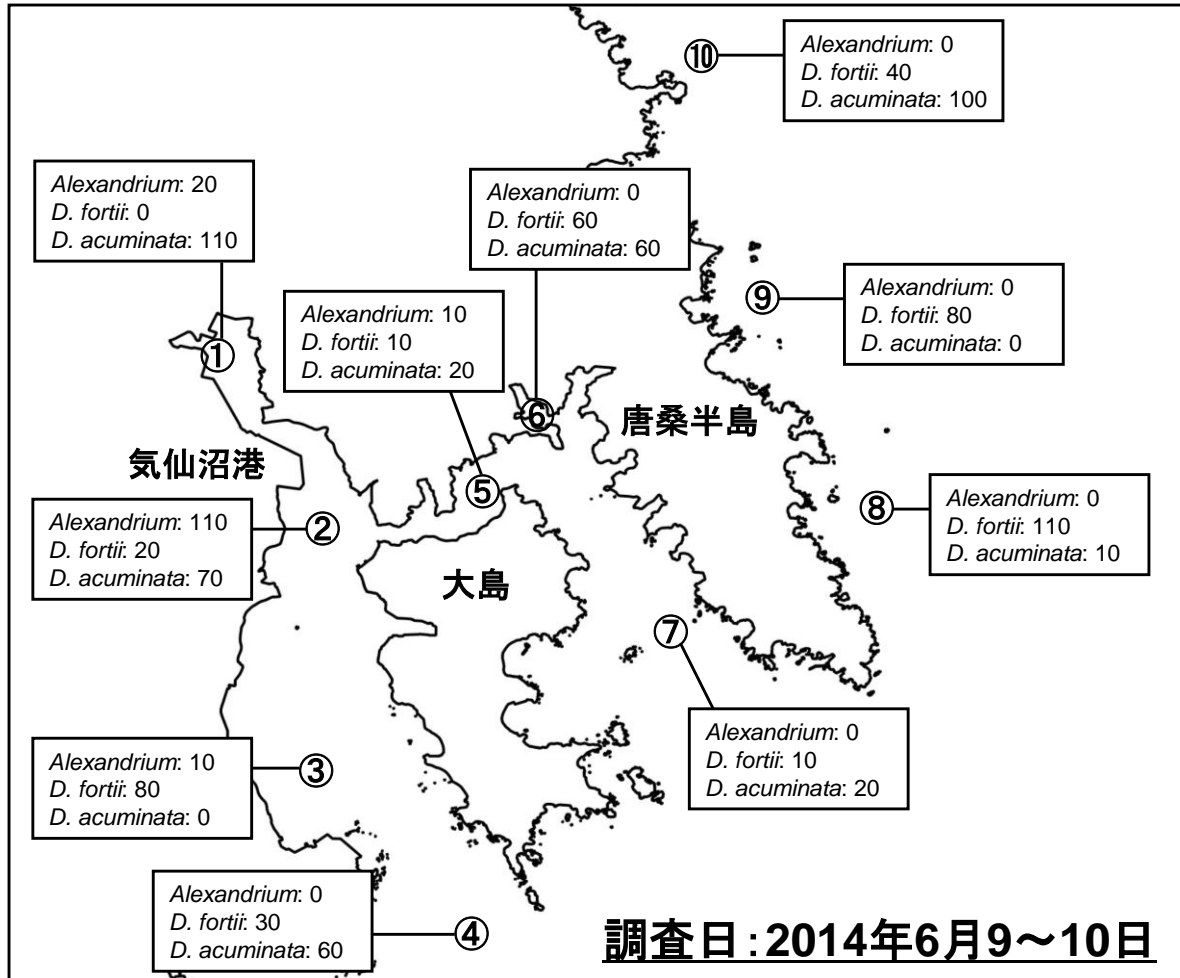 ⑩
Alexandrium: 0
D. fortii: 40
D. acuminata: 100
Alexandrium: 20
D. fortii: 0
D. acuminata: 110
①
Alexandrium: 0
D. fortii: 60
D. acuminata: 60
⑥
⑨
Alexandrium: 0
D. fortii: 80
D. acuminata: 0
Alexandrium: 10
D. fortii: 10
D. acuminata: 20
⑤
唐桑半島
気仙沼港
Alexandrium: 110
D. fortii: 20
D. acuminata: 70
②
⑧
Alexandrium: 0
D. fortii: 110
D. acuminata: 10
大島
⑦
Alexandrium: 0
D. fortii: 10
D. acuminata: 20
Alexandrium: 10
D. fortii: 80
D. acuminata: 0
③
Alexandrium: 0
D. fortii: 30
D. acuminata: 60
④
調査日:2014年6月9～10日